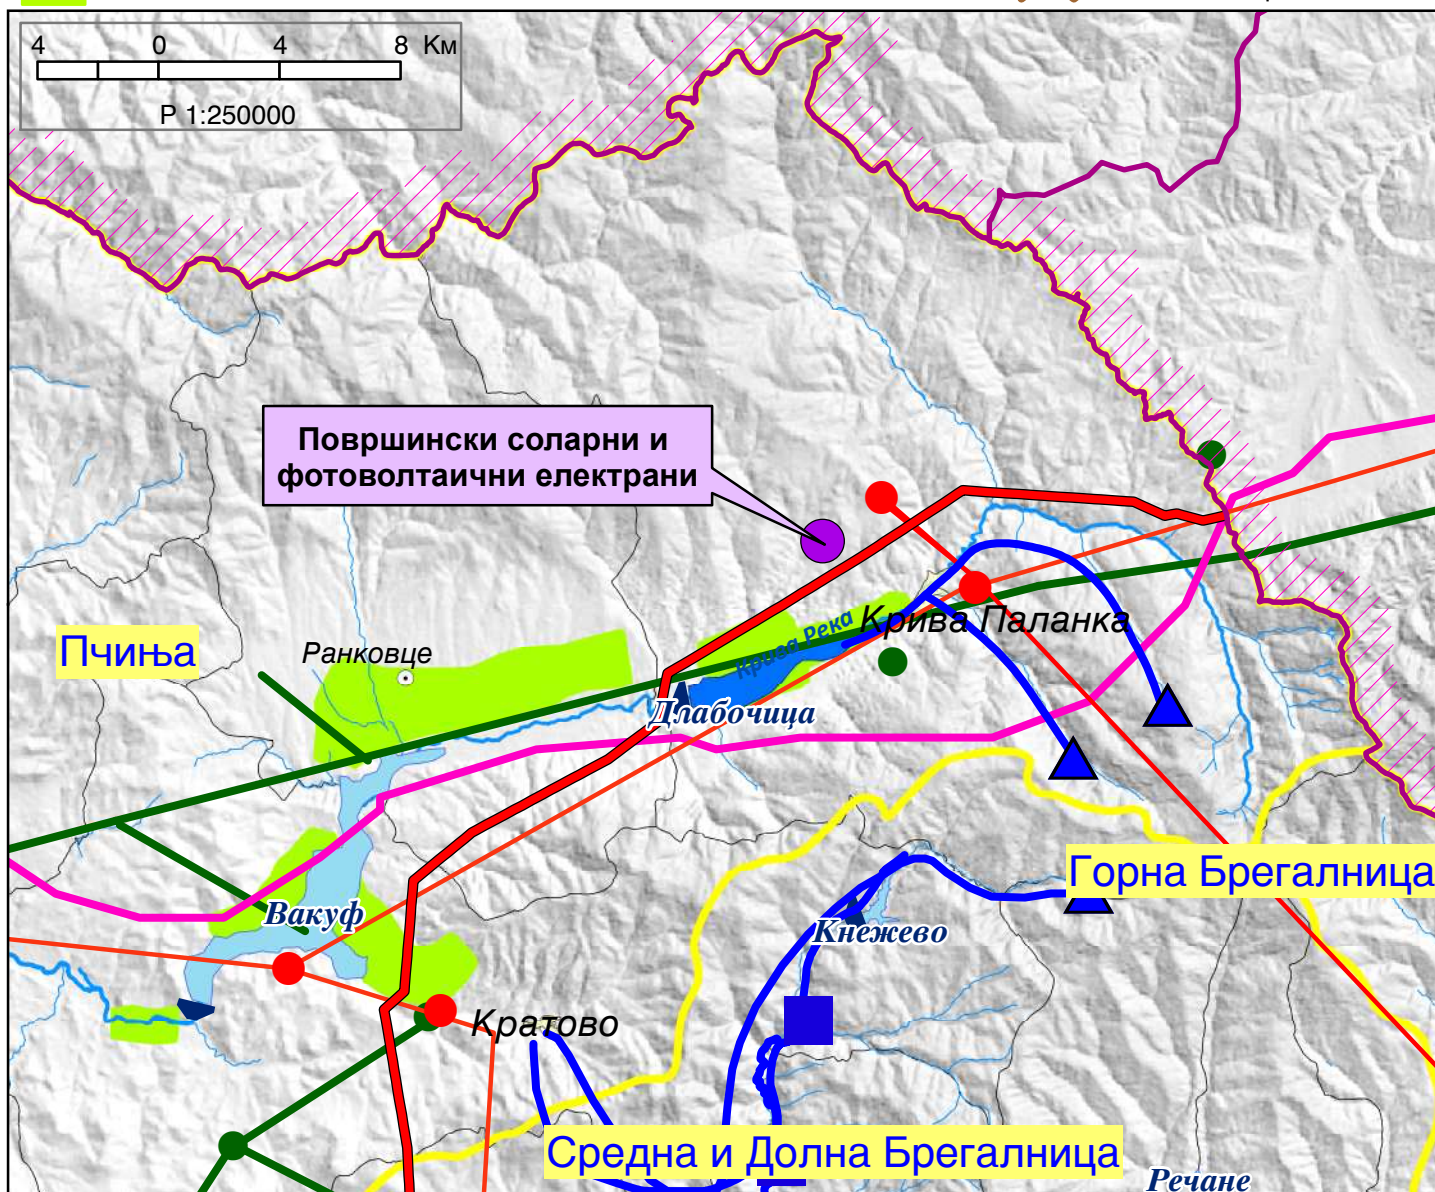 4 0 4 8 Км
Р 1:250000
Површински соларни и
фотоволтаични електрани
Крива Река
Крива Паланка
Пчиња
Ранковце
Длабочица
Горна Брегалница
Вакуф
Кнежево
Кратово
Средна и Долна Брегалница
Речане